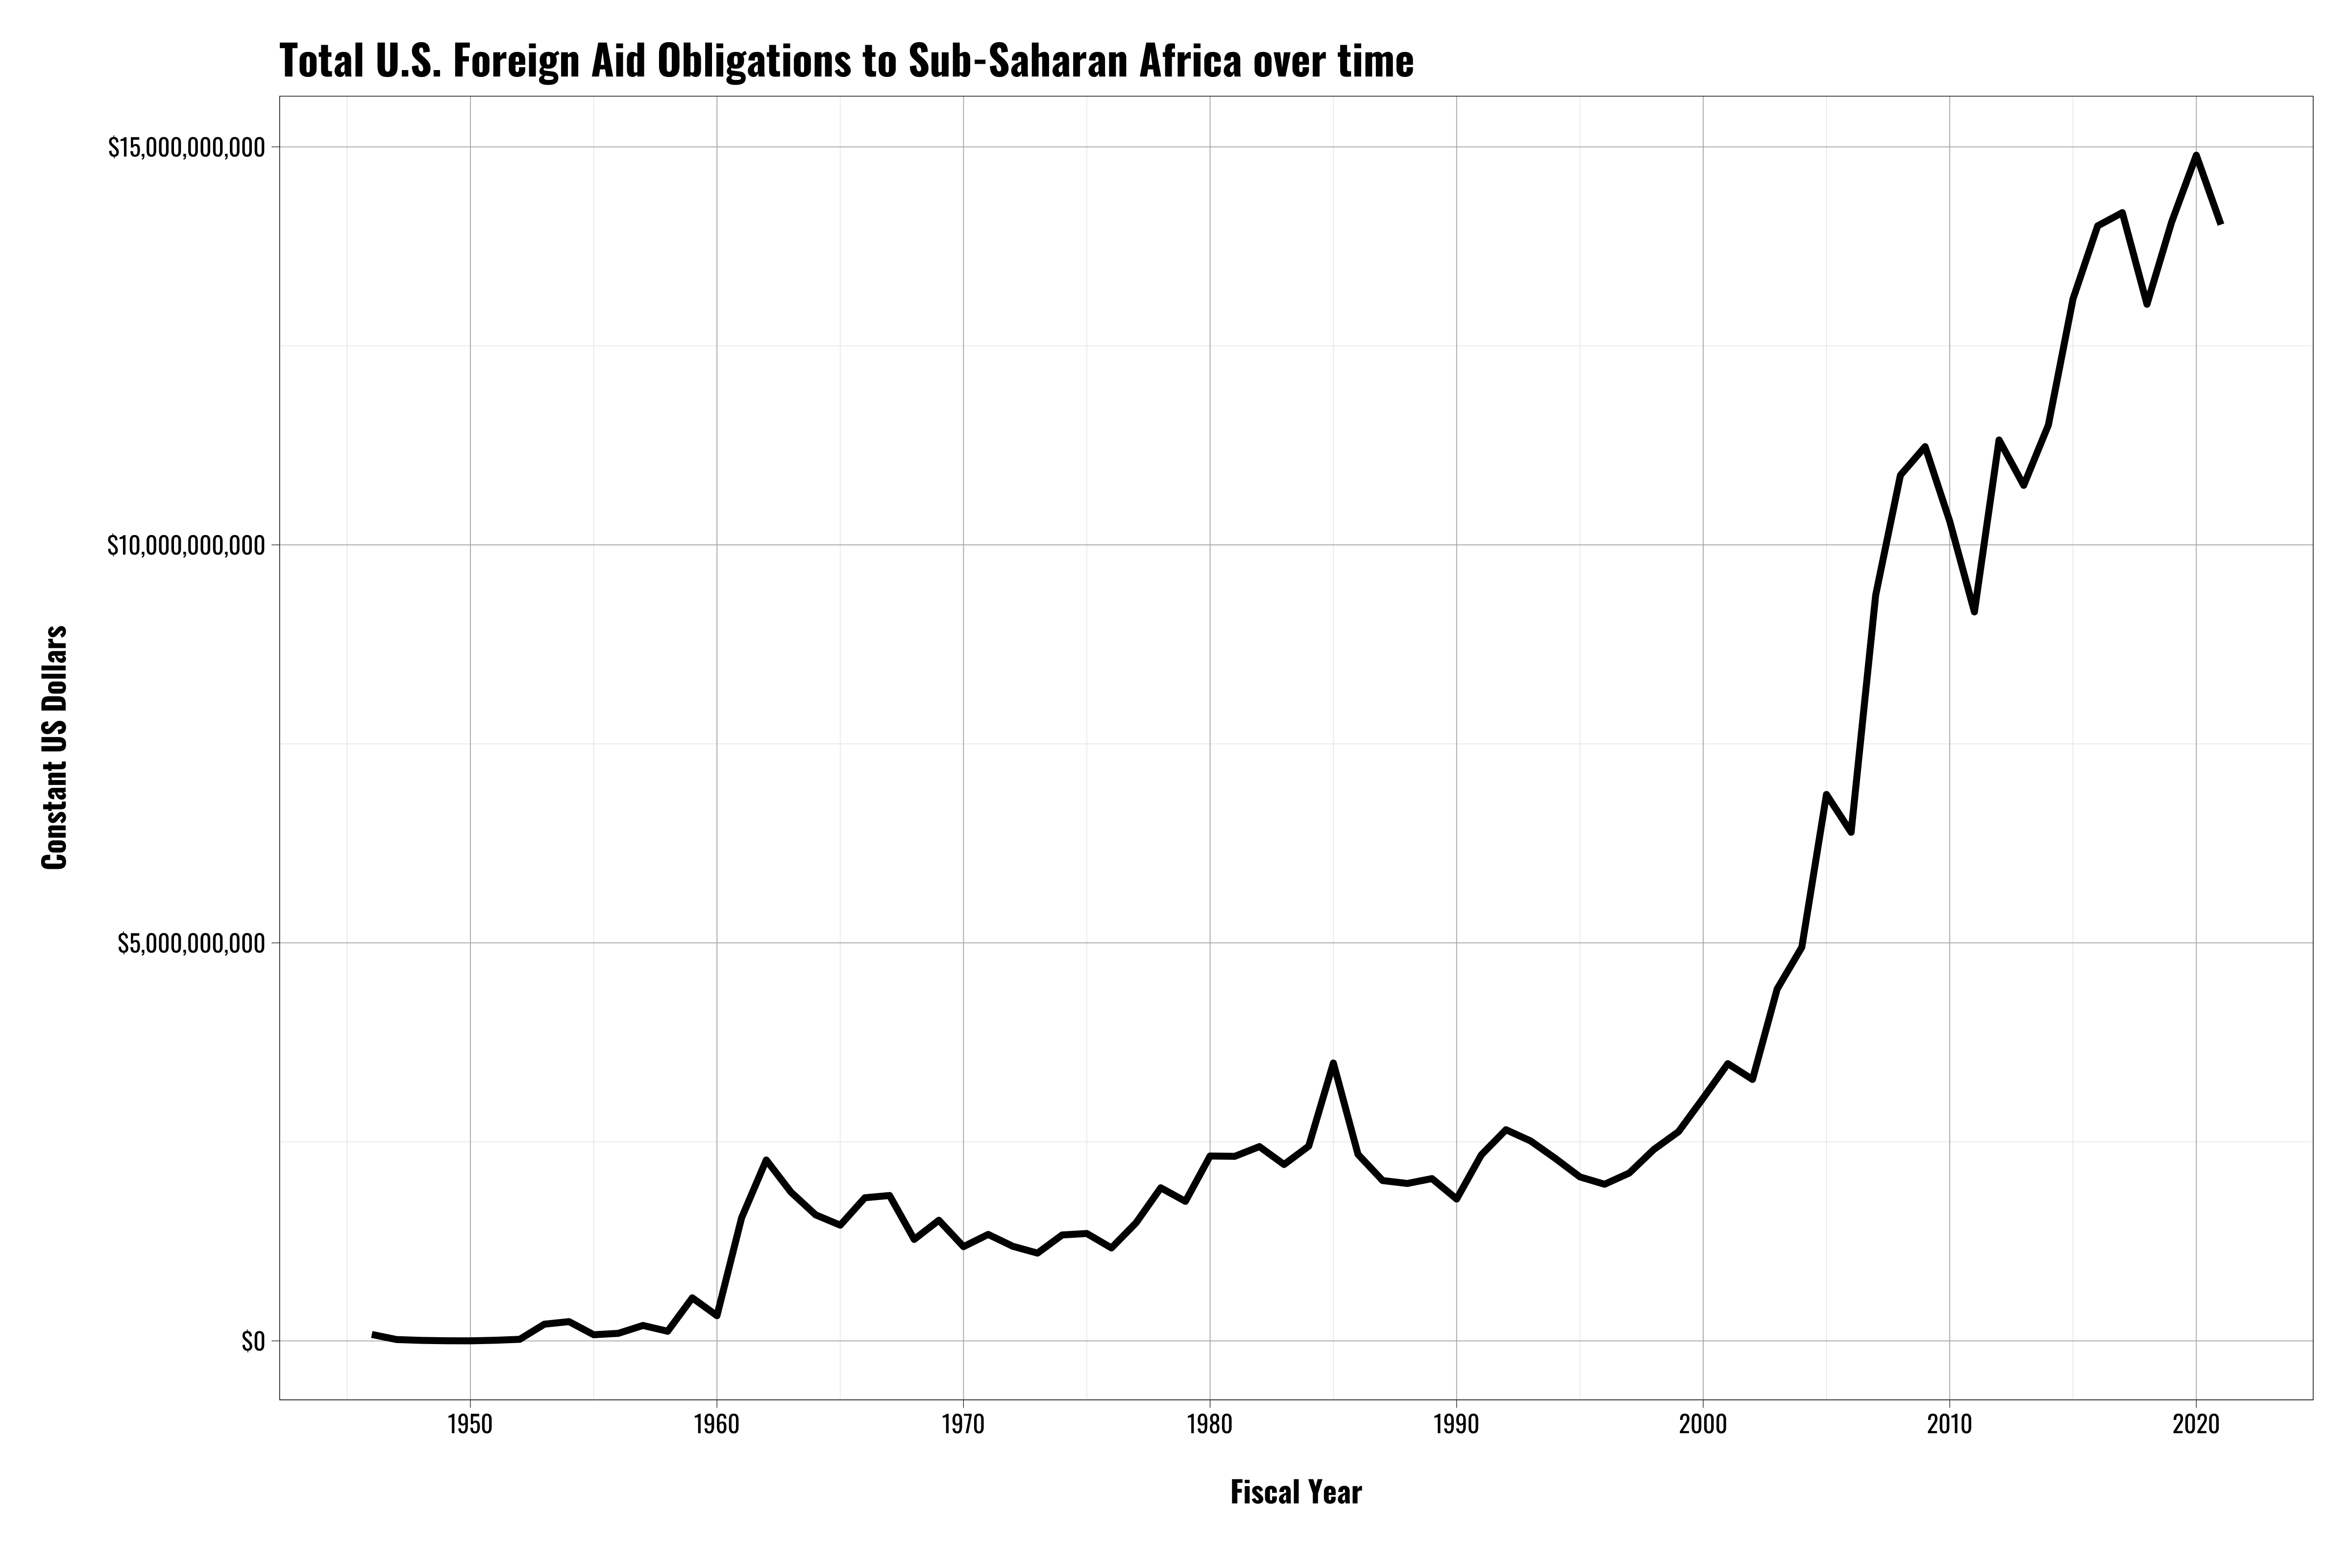 Total U.S. Foreign Aid Obligations to Sub-Saharan Africa over time
$15,000,000,000
$10,000,000,000
$5,000,000,000
$0
Constant US Dollars
1950 1960 1970 1980 1990 2000 2010 2020
Fiscal Year